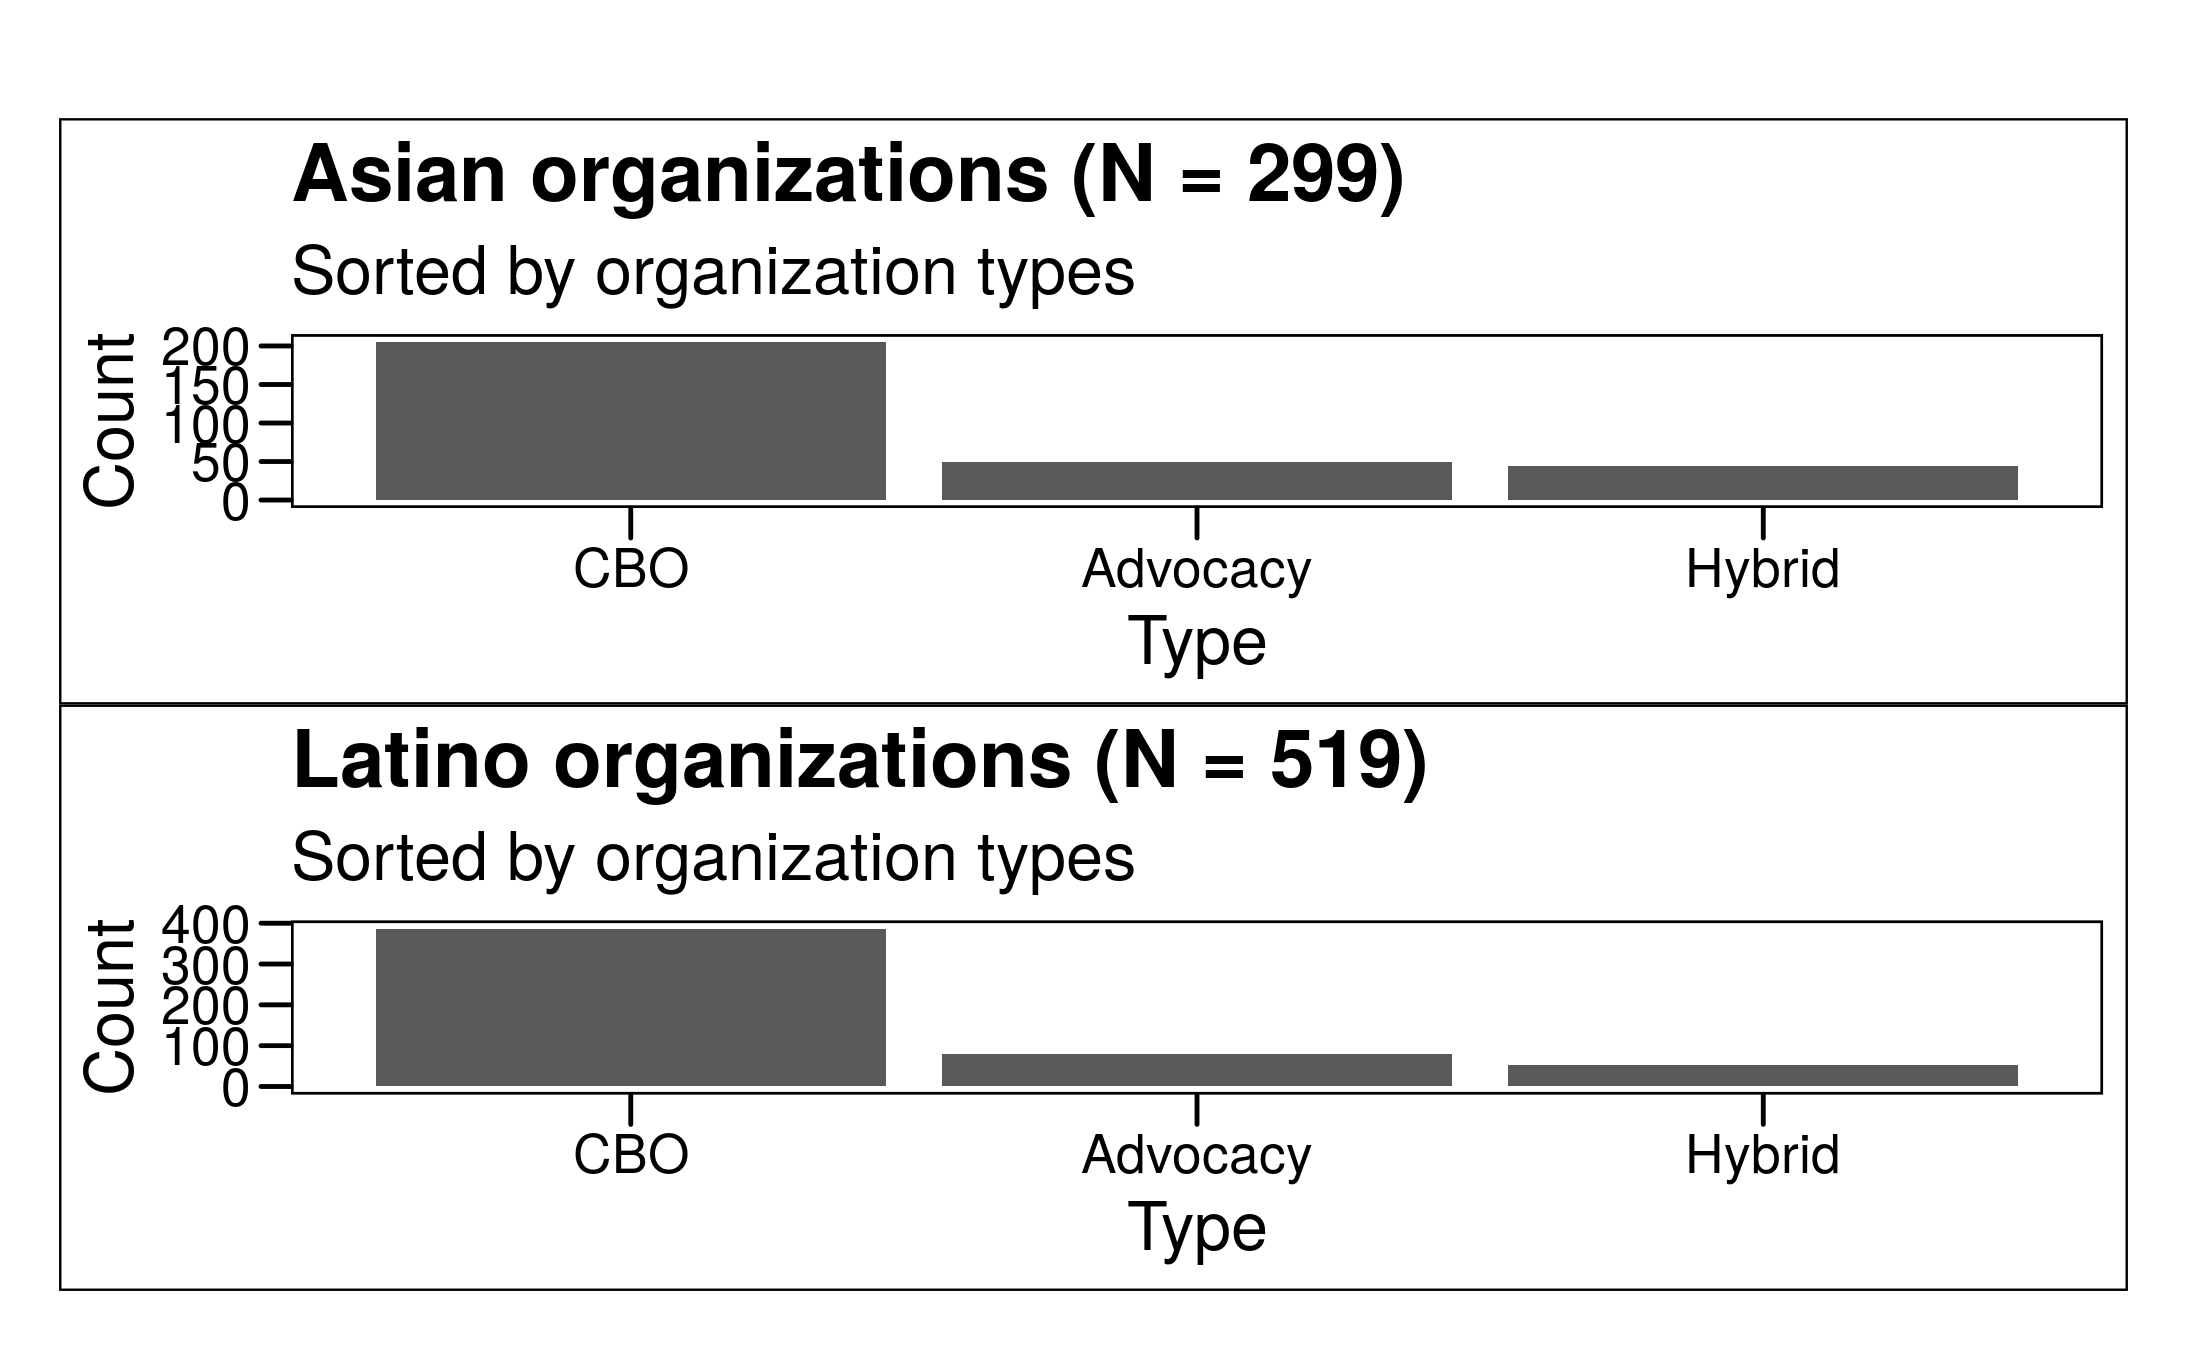 Asian organizations (N = 299)
Sorted by organization types
Count
200
150
100
50
0
CBO Advocacy Hybrid
Type
Latino organizations (N = 519)
Sorted by organization types
Count
400
300
200
100
0
CBO Advocacy Hybrid
Type